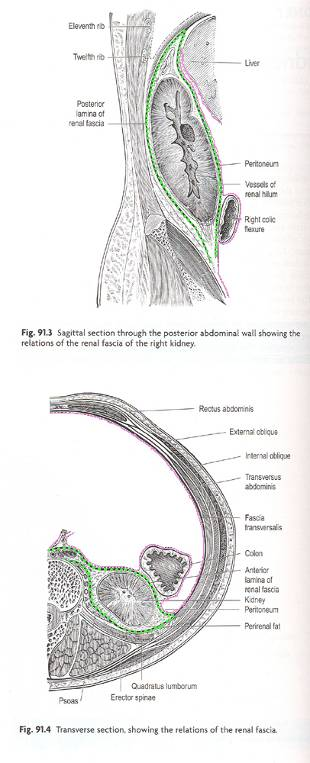 Eleventh rib
Twelfth rib
Liver
Posterior
lamina of
renal fascia
Peritoneum
Vessels of
renal hilum
Right colic
flexure
Fig. 91.3 Sagittal section through the posterior abdominal wall showing the
relations of the renal fascia of the right kidney.
Rectus abdominis
External oblique
Internal oblique
Transversus
abdominis
Fascia
transversalis
Colon
Anterior
lamina of
renal fascia
Kidney
Peritoneum
Perirenal fat
Quadratus lumborum
Erector spinae
Psoas
Fig. 91.4 Transverse section, showing the relations of the renal fascia.